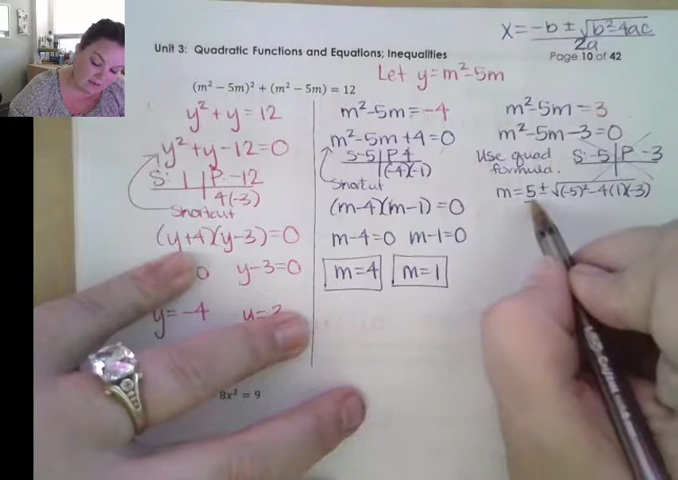 Unit 3: Quadratic Functions and Equations; Inequalities
x = -b ± √b²-4ac
2a
Page 10 of 42
Let y = m²-5m
(m² − 5m)² + (m² − 5m) = 12
y² + y = 12
y² + y - 12 = 0
S: 1 | P: -12
4(-3)
Shortcut
(y+4)(y-3) = 0
0 y-3=0
y = -4
m²-5m = -4
m²-5m+4=0
S-5 | P 4
(-4)(-1)
Shortcut
(m-4)(m-1) = 0
m-4=0 m-1=0
m=4 m=1
m²-5m = 3
m²-5m-3=0
Use quad formula. S: -5 | P -3
m = 5 ± √(-5)²-4(1)(-3)
8x² = 9